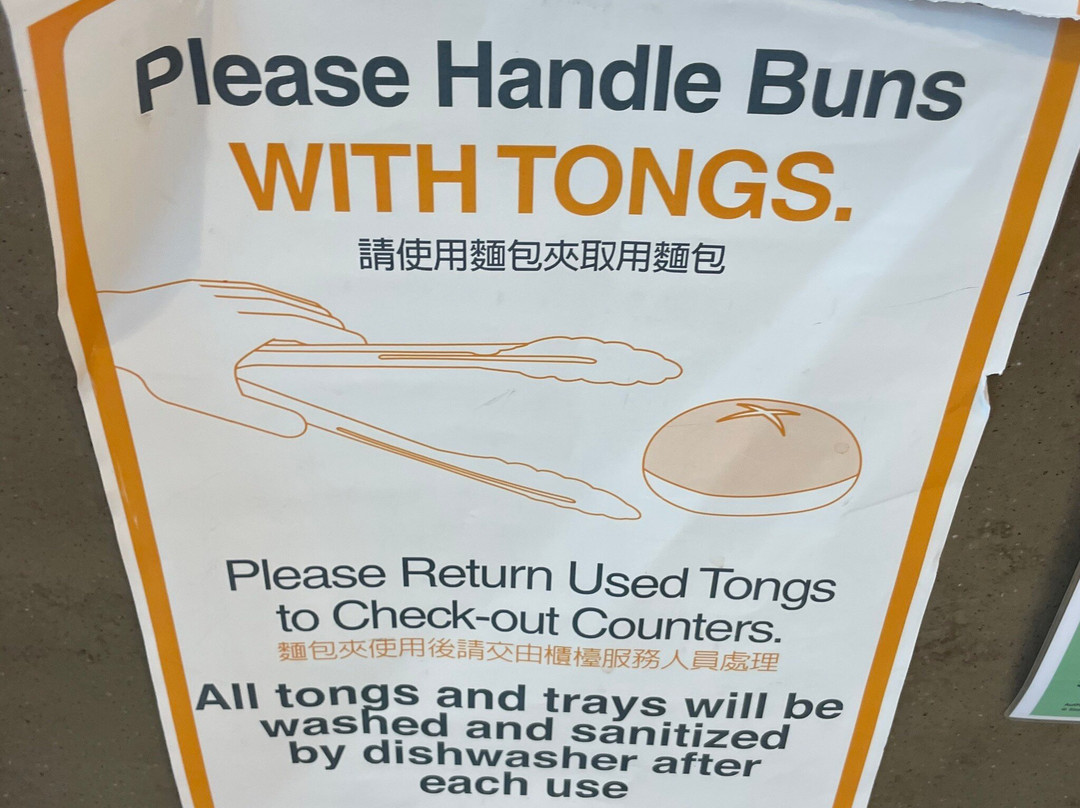 Please Handle Buns
WITH TONGS.
請使用麵包夾取用麵包
Please Return Used Tongs
to Check-out Counters.
麵包夾使用後請交由櫃檯服務人員處理
All tongs and trays will be
washed and sanitized
by dishwasher after
each use